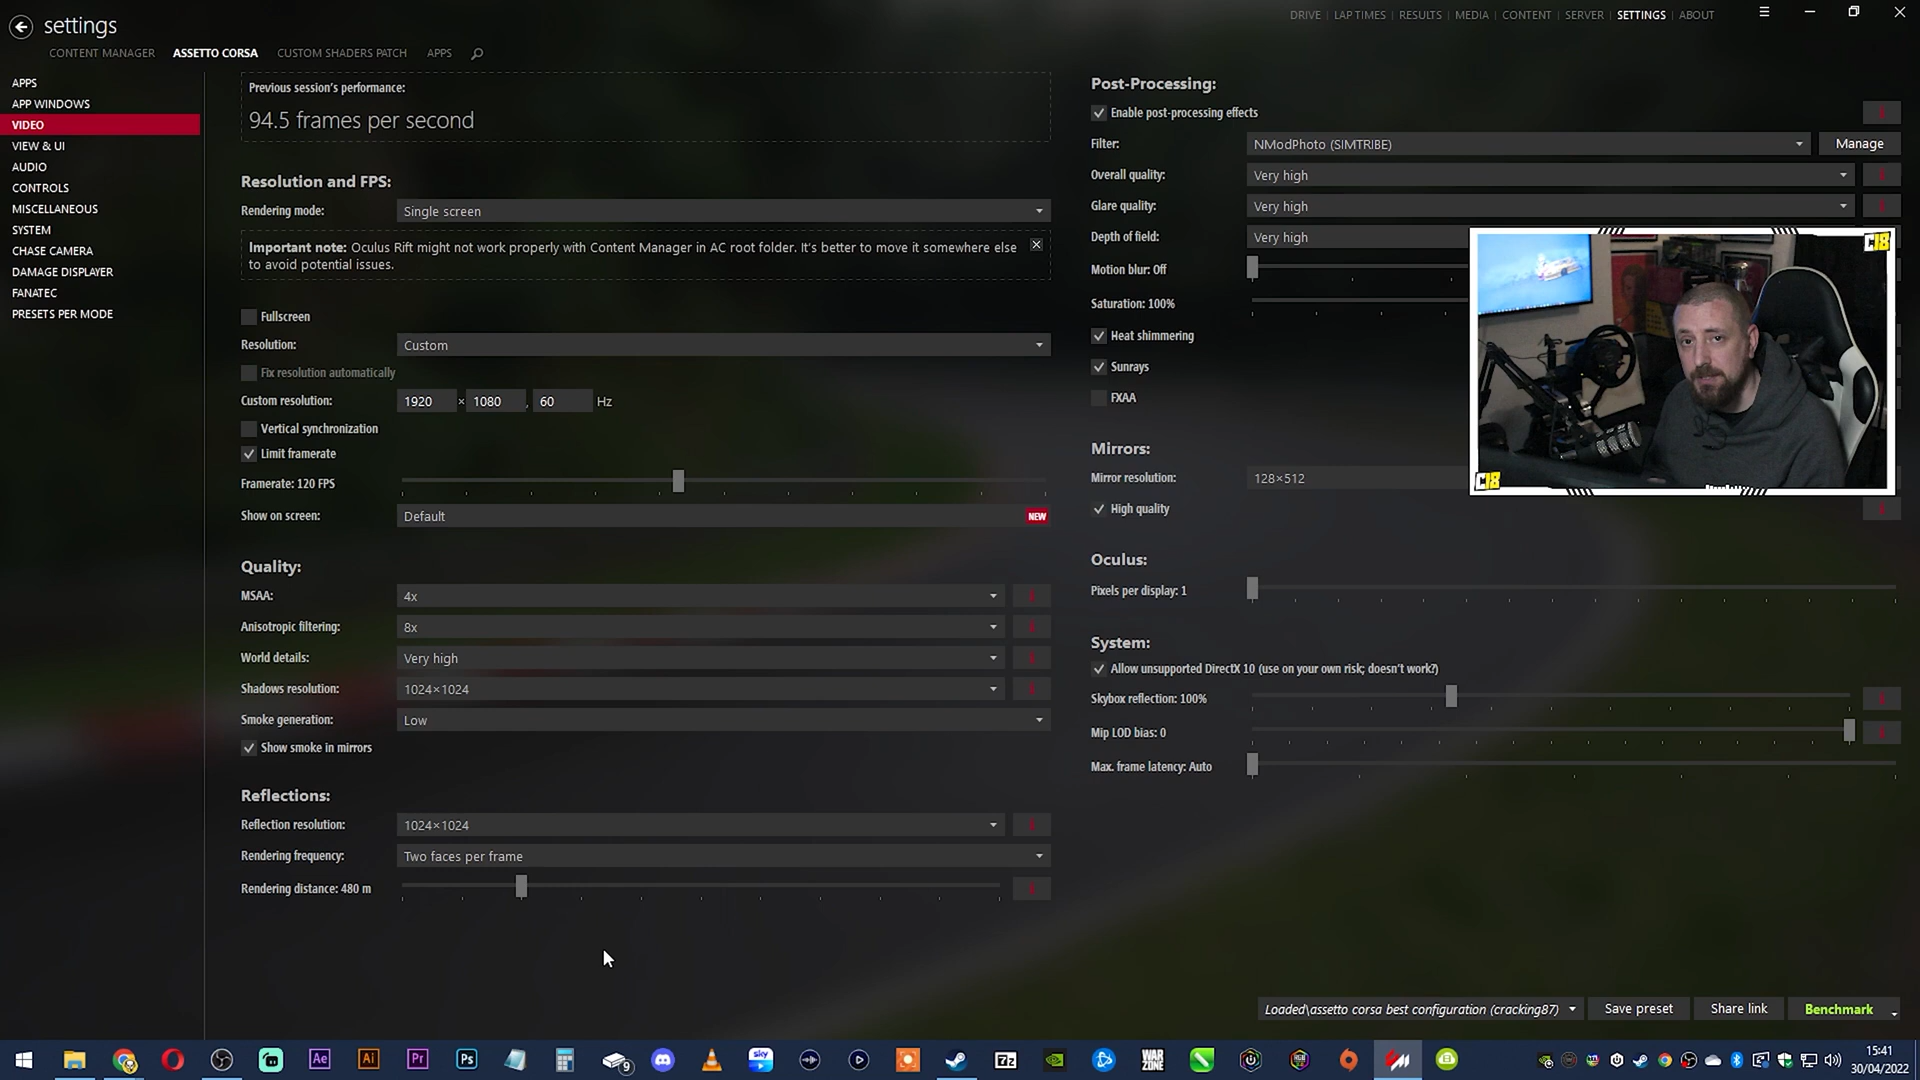 settings
DRIVE | LAP TIMES | RESULTS | MEDIA | CONTENT | SERVER | SETTINGS | ABOUT
CONTENT MANAGER ASSETTO CORSA CUSTOM SHADERS PATCH APPS
APPS
APP WINDOWS
VIDEO
VIEW & UI
AUDIO
CONTROLS
MISCELLANEOUS
SYSTEM
CHASE CAMERA
DAMAGE DISPLAYER
FANATEC
PRESETS PER MODE
Previous session's performance:
94.5 frames per second
Resolution and FPS:
Rendering mode: Single screen
Important note: Oculus Rift might not work properly with Content Manager in AC root folder. It's better to move it somewhere else
to avoid potential issues.
Fullscreen
Resolution: Custom
Fix resolution automatically
Custom resolution: 1920 × 1080 , 60 Hz
Vertical synchronization
Limit framerate
Framerate: 120 FPS
Show on screen: Default NEW
Quality:
MSAA: 4x
Anisotropic filtering: 8x
World details: Very high
Shadows resolution: 1024×1024
Smoke generation: Low
Show smoke in mirrors
Reflections:
Reflection resolution: 1024×1024
Rendering frequency: Two faces per frame
Rendering distance: 480 m
Post-Processing:
Enable post-processing effects
Filter: NModPhoto (SIMTRIBE) Manage
Overall quality: Very high
Glare quality: Very high
Depth of field: Very high
Motion blur: Off
Saturation: 100%
Heat shimmering
Sunrays
FXAA
C18
C18
Mirrors:
Mirror resolution: 128×512
High quality
Oculus:
Pixels per display: 1
System:
Allow unsupported DirectX 10 (use on your own risk; doesn't work?)
Skybox reflection: 100%
Mip LOD bias: 0
Max. frame latency: Auto
Loaded\assetto corsa best configuration (cracking87) Save preset Share link Benchmark
Ae Ai Pr Ps 9 sky 7z WAR ZONE
15:41
30/04/2022